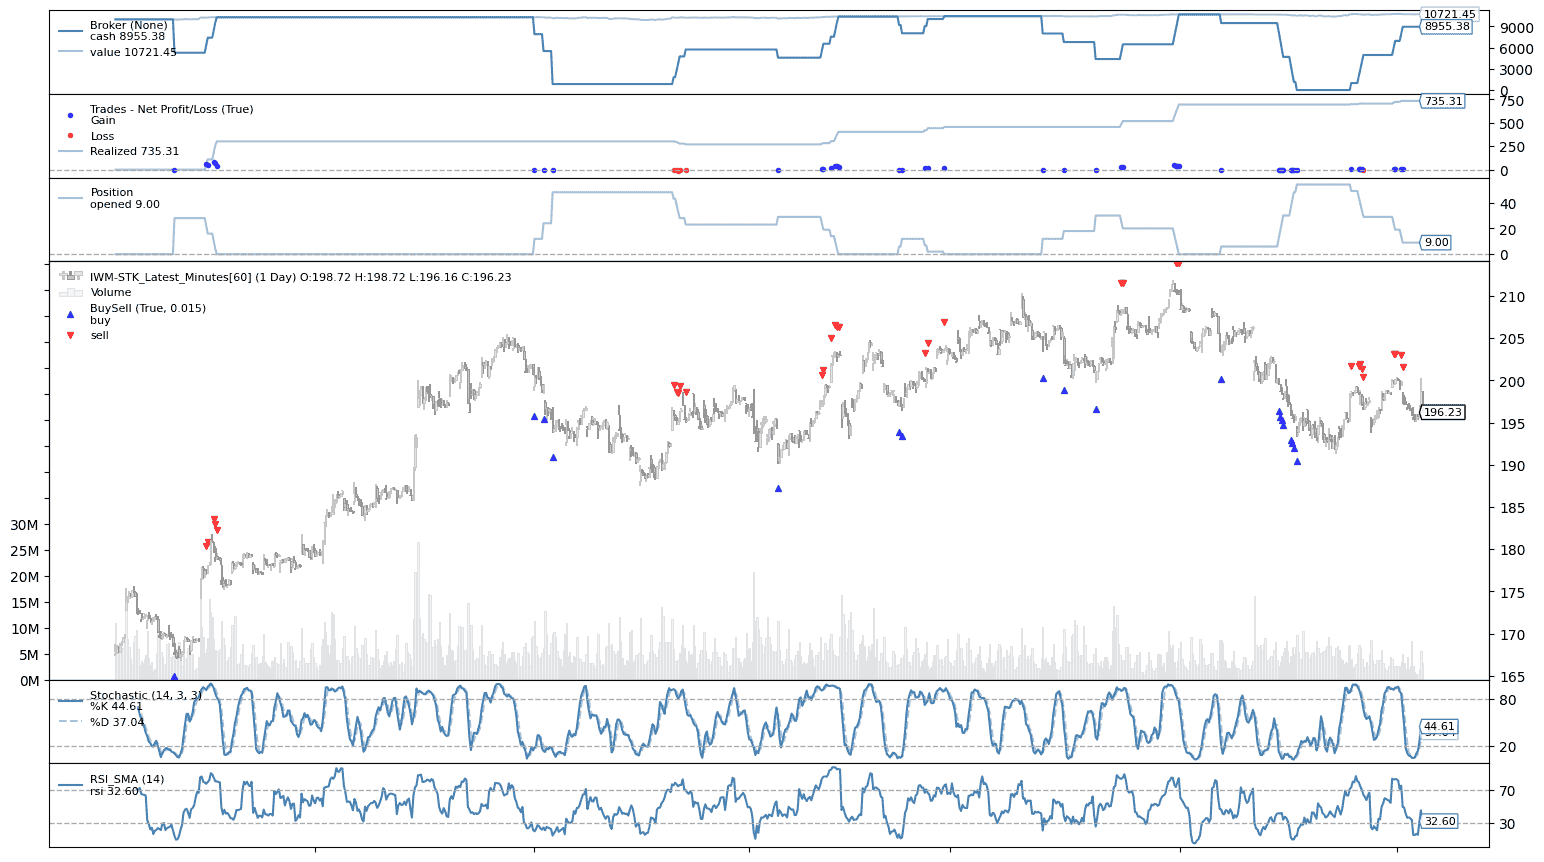 Broker (None)
cash 8955.38
value 10721.45
10721.45
8955.38
9000
6000
3000
0
Trades - Net Profit/Loss (True)
Gain
Loss
Realized 735.31
735.31
750
500
250
0
Position
opened 9.00
9.00
40
20
0
IWM-STK_Latest_Minutes[60] (1 Day) O:198.72 H:198.72 L:196.16 C:196.23
Volume
BuySell (True, 0.015)
buy
sell
196.23
210
205
200
195
190
185
180
175
170
165
30M
25M
20M
15M
10M
5M
0M
Stochastic (14, 3, 3)
%K 44.61
%D 37.04
44.61
80
20
RSI_SMA (14)
rsi 32.60
32.60
70
30